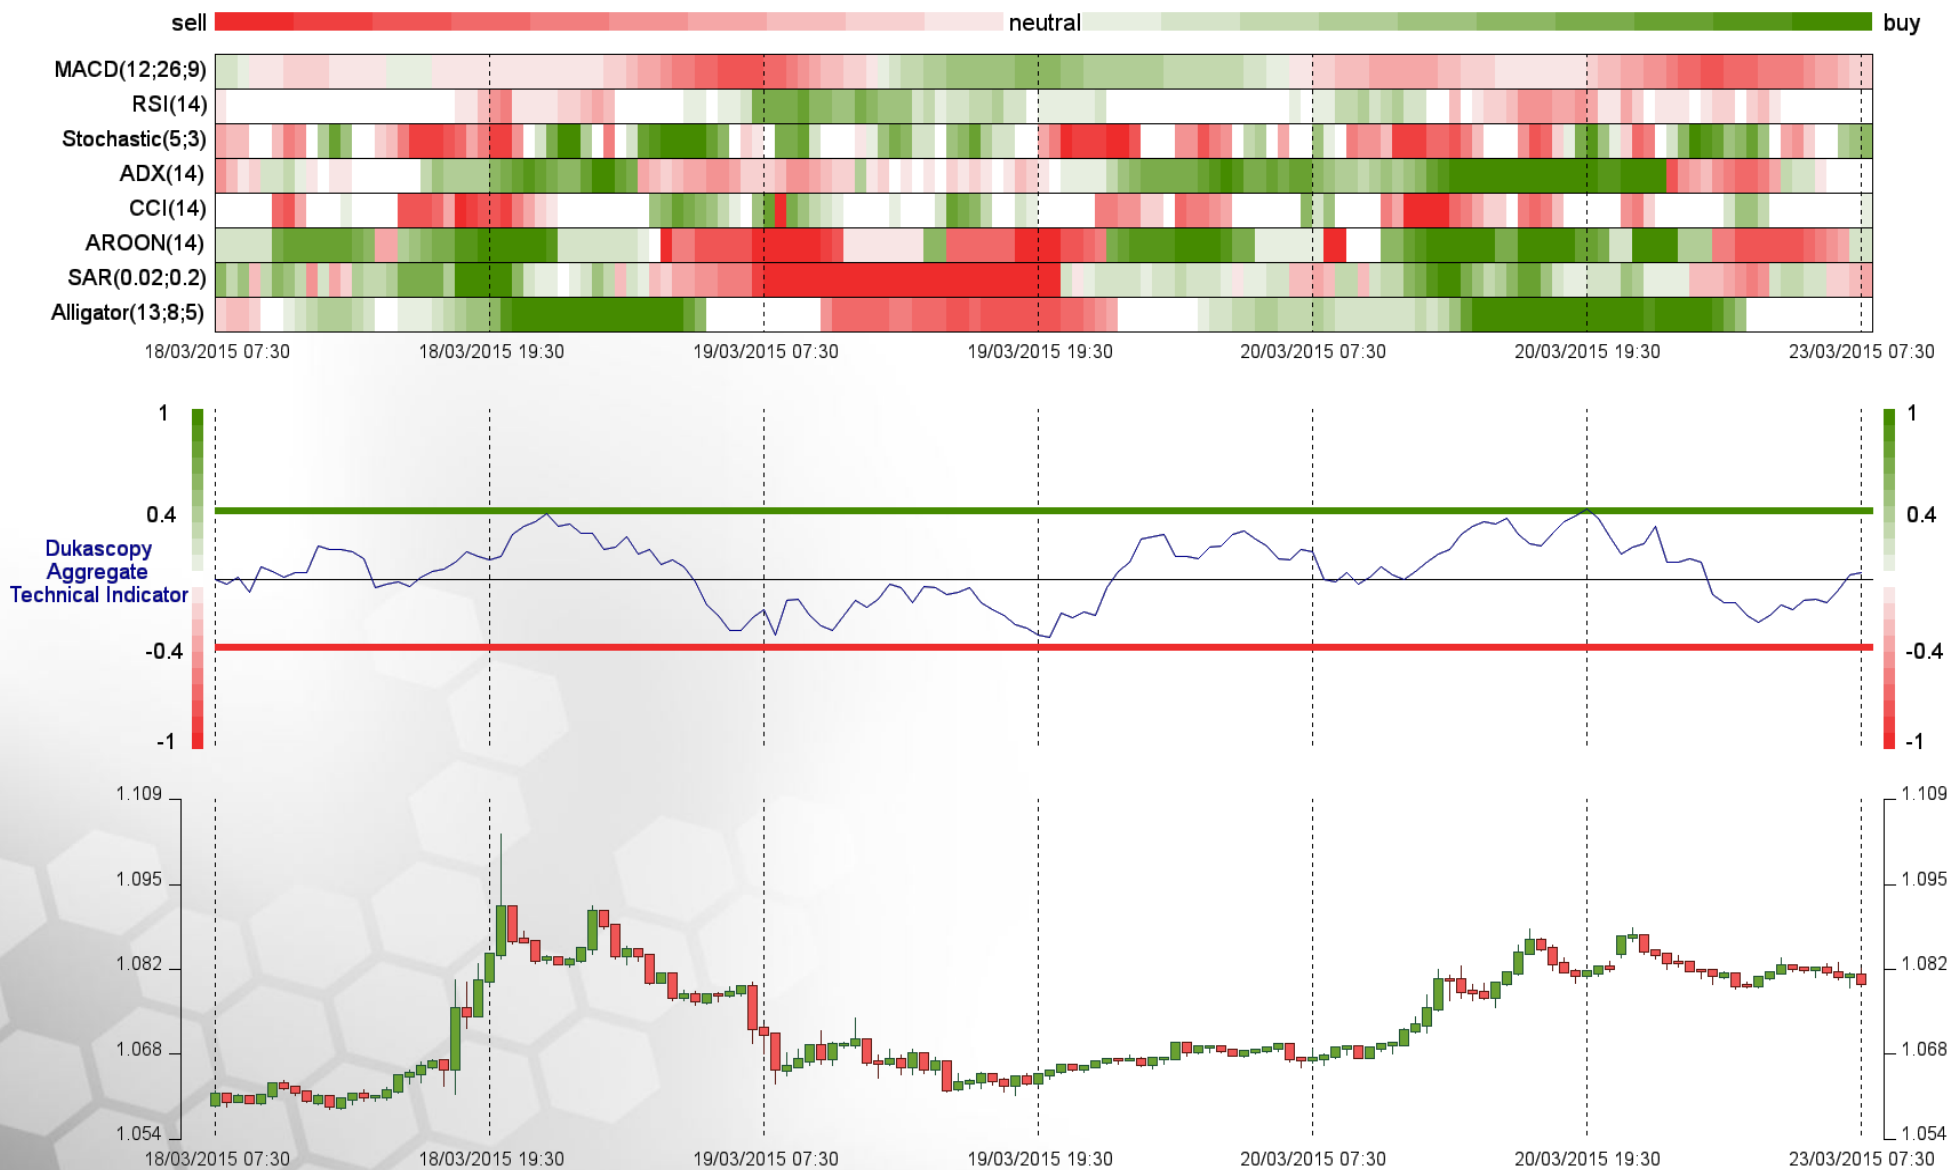 sell neutral buy
MACD(12;26;9)
RSI(14)
Stochastic(5;3)
ADX(14)
CCI(14)
AROON(14)
SAR(0.02;0.2)
Alligator(13;8;5)
18/03/2015 07:30 18/03/2015 19:30 19/03/2015 07:30 19/03/2015 19:30 20/03/2015 07:30 20/03/2015 19:30 23/03/2015 07:30
1 1
0.4 0.4
Dukascopy
Aggregate
Technical Indicator
-0.4 -0.4
-1 -1
1.109 1.109
1.095 1.095
1.082 1.082
1.068 1.068
1.054 1.054
18/03/2015 07:30 18/03/2015 19:30 19/03/2015 07:30 19/03/2015 19:30 20/03/2015 07:30 20/03/2015 19:30 23/03/2015 07:30